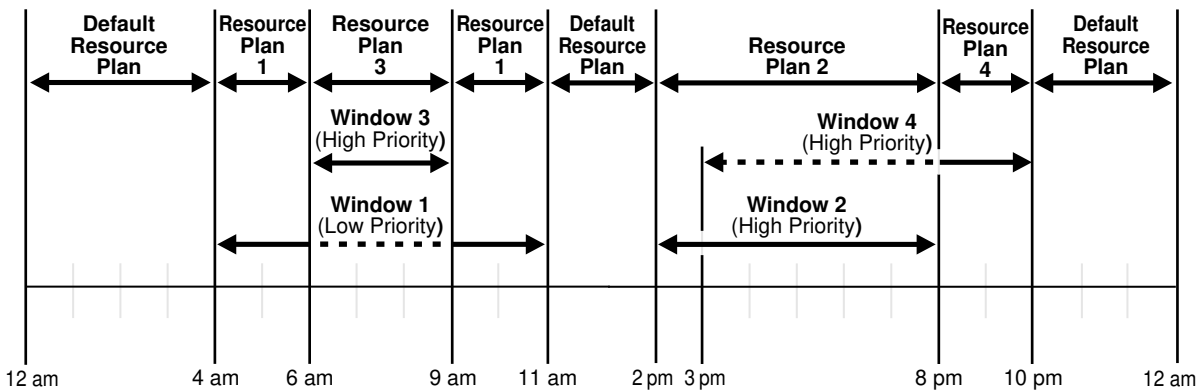 Default
Resource
Plan
Resource
Plan
1
Resource
Plan
3
Resource
Plan
1
Default
Resource
Plan
Resource
Plan 2
Resource
Plan
4
Default
Resource
Plan
Window 3
(High Priority)
Window 4
(High Priority)
Window 1
(Low Priority)
Window 2
(High Priority)
12 am
4 am
6 am
9 am
11 am
2 pm
3 pm
8 pm
10 pm
12 am